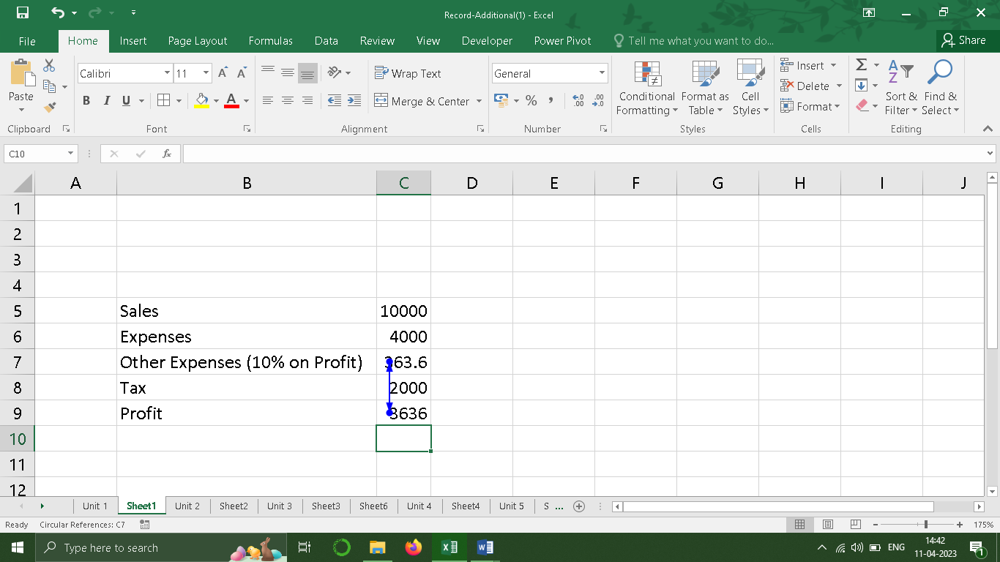 Record-Additional(1) - Excel
File Home Insert Page Layout Formulas Data Review View Developer Power Pivot Tell me what you want to do... Share
Paste
Clipboard
Calibri 11
B I U A
Font
Wrap Text
Merge & Center
Alignment
General
% , .0 .00 .00 .0
Number
Conditional Formatting
Format as Table
Cell Styles
Styles
Insert
Delete
Format
Cells
Σ
A Z
Sort & Filter
Find & Select
Editing
C10 fx
A B C D E F G H I J
1
2
3
4
5 Sales 10000
6 Expenses 4000
7 Other Expenses (10% on Profit) 363.6
8 Tax 2000
9 Profit 3636
10
11
12
Unit 1 Sheet1 Unit 2 Sheet2 Unit 3 Sheet3 Sheet6 Unit 4 Sheet4 Unit 5 S ...
Ready Circular References: C7 175%
Type here to search
ENG
14:42
11-04-2023
1